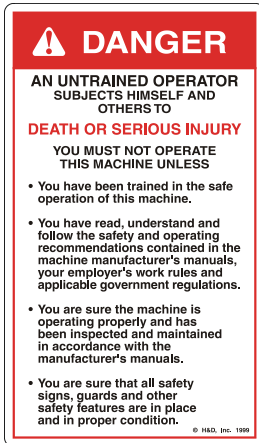 DANGER
AN UNTRAINED OPERATOR
SUBJECTS HIMSELF AND
OTHERS TO
DEATH OR SERIOUS INJURY
YOU MUST NOT OPERATE
THIS MACHINE UNLESS
• You have been trained in the safe
operation of this machine.
• You have read, understand and
follow the safety and operating
recommendations contained in the
machine manufacturer's manuals,
your employer's work rules and
applicable government regulations.
• You are sure the machine is
operating properly and has
been inspected and maintained
in accordance with the
manufacturer's manuals.
• You are sure that all safety
signs, guards and other
safety features are in place
and in proper condition.
© H&D, Inc. 1999